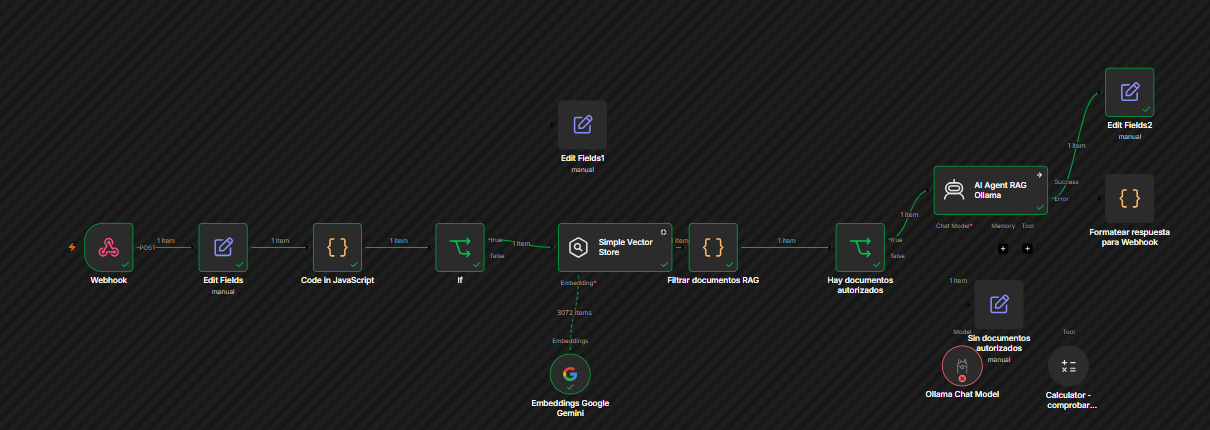 Edit Fields2
manual
1 item
Edit Fields1
manual
AI Agent RAG
Ollama
Success
Error
1 item
Chat Model*
Memory
Tool
Formatear respuesta
para Webhook
POST
1 item
1 item
1 item
true
false
1 item
Simple Vector
Store
1 item
1 item
true
false
Webhook
Edit Fields
manual
Code in JavaScript
If
Embedding*
Filtrar documentos RAG
Hay documentos
autorizados
1 item
3072 items
Embeddings
Model
Tool
Sin documentos
autorizados
manual
Embeddings Google
Gemini
Ollama Chat Model
Calculator -
comprobar...